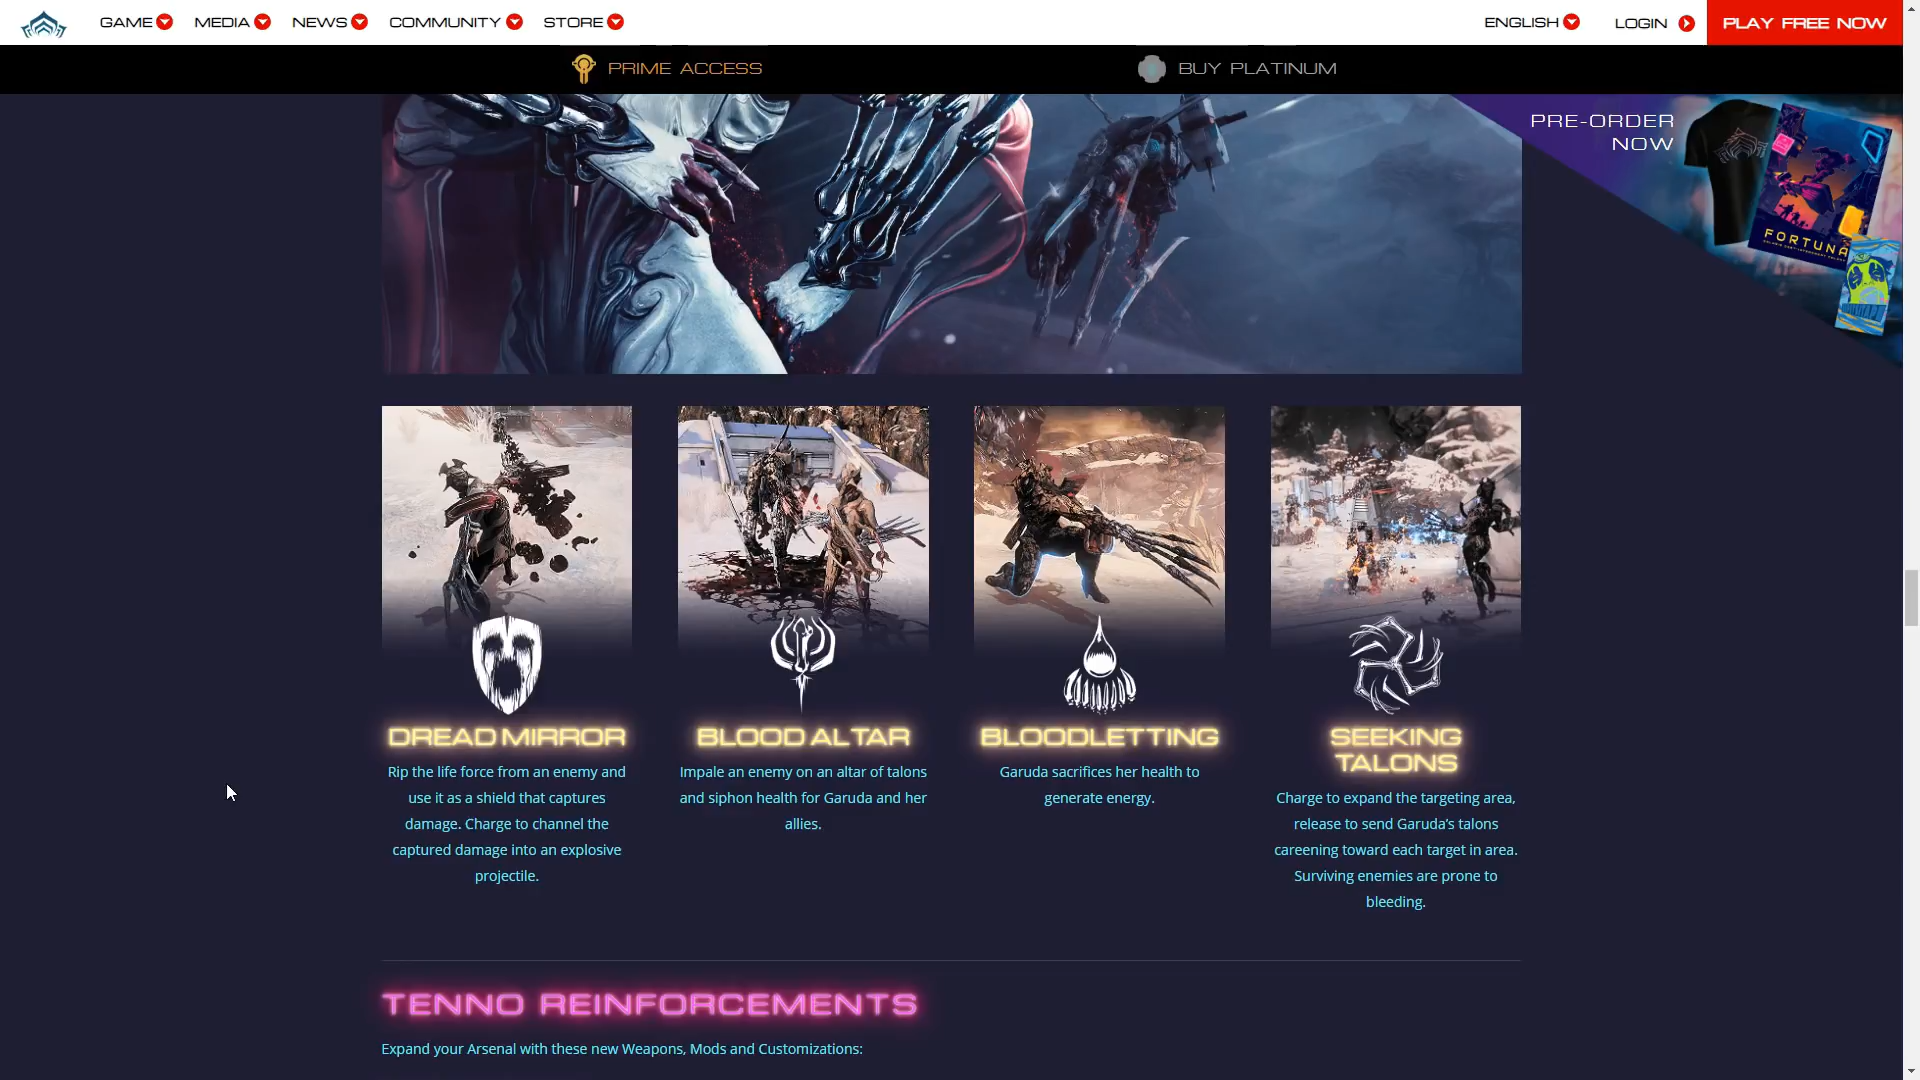 GAME MEDIA NEWS COMMUNITY STORE ENGLISH LOGIN PLAY FREE NOW
PRIME ACCESS BUY PLATINUM
PRE-ORDER
NOW
FORTUNA
DREAD MIRROR
Rip the life force from an enemy and
use it as a shield that captures
damage. Charge to channel the
captured damage into an explosive
projectile.
BLOOD ALTAR
Impale an enemy on an altar of talons
and siphon health for Garuda and her
allies.
BLOODLETTING
Garuda sacrifices her health to
generate energy.
SEEKING
TALONS
Charge to expand the targeting area,
release to send Garuda's talons
careening toward each target in area.
Surviving enemies are prone to
bleeding.
TENNO REINFORCEMENTS
Expand your Arsenal with these new Weapons, Mods and Customizations: